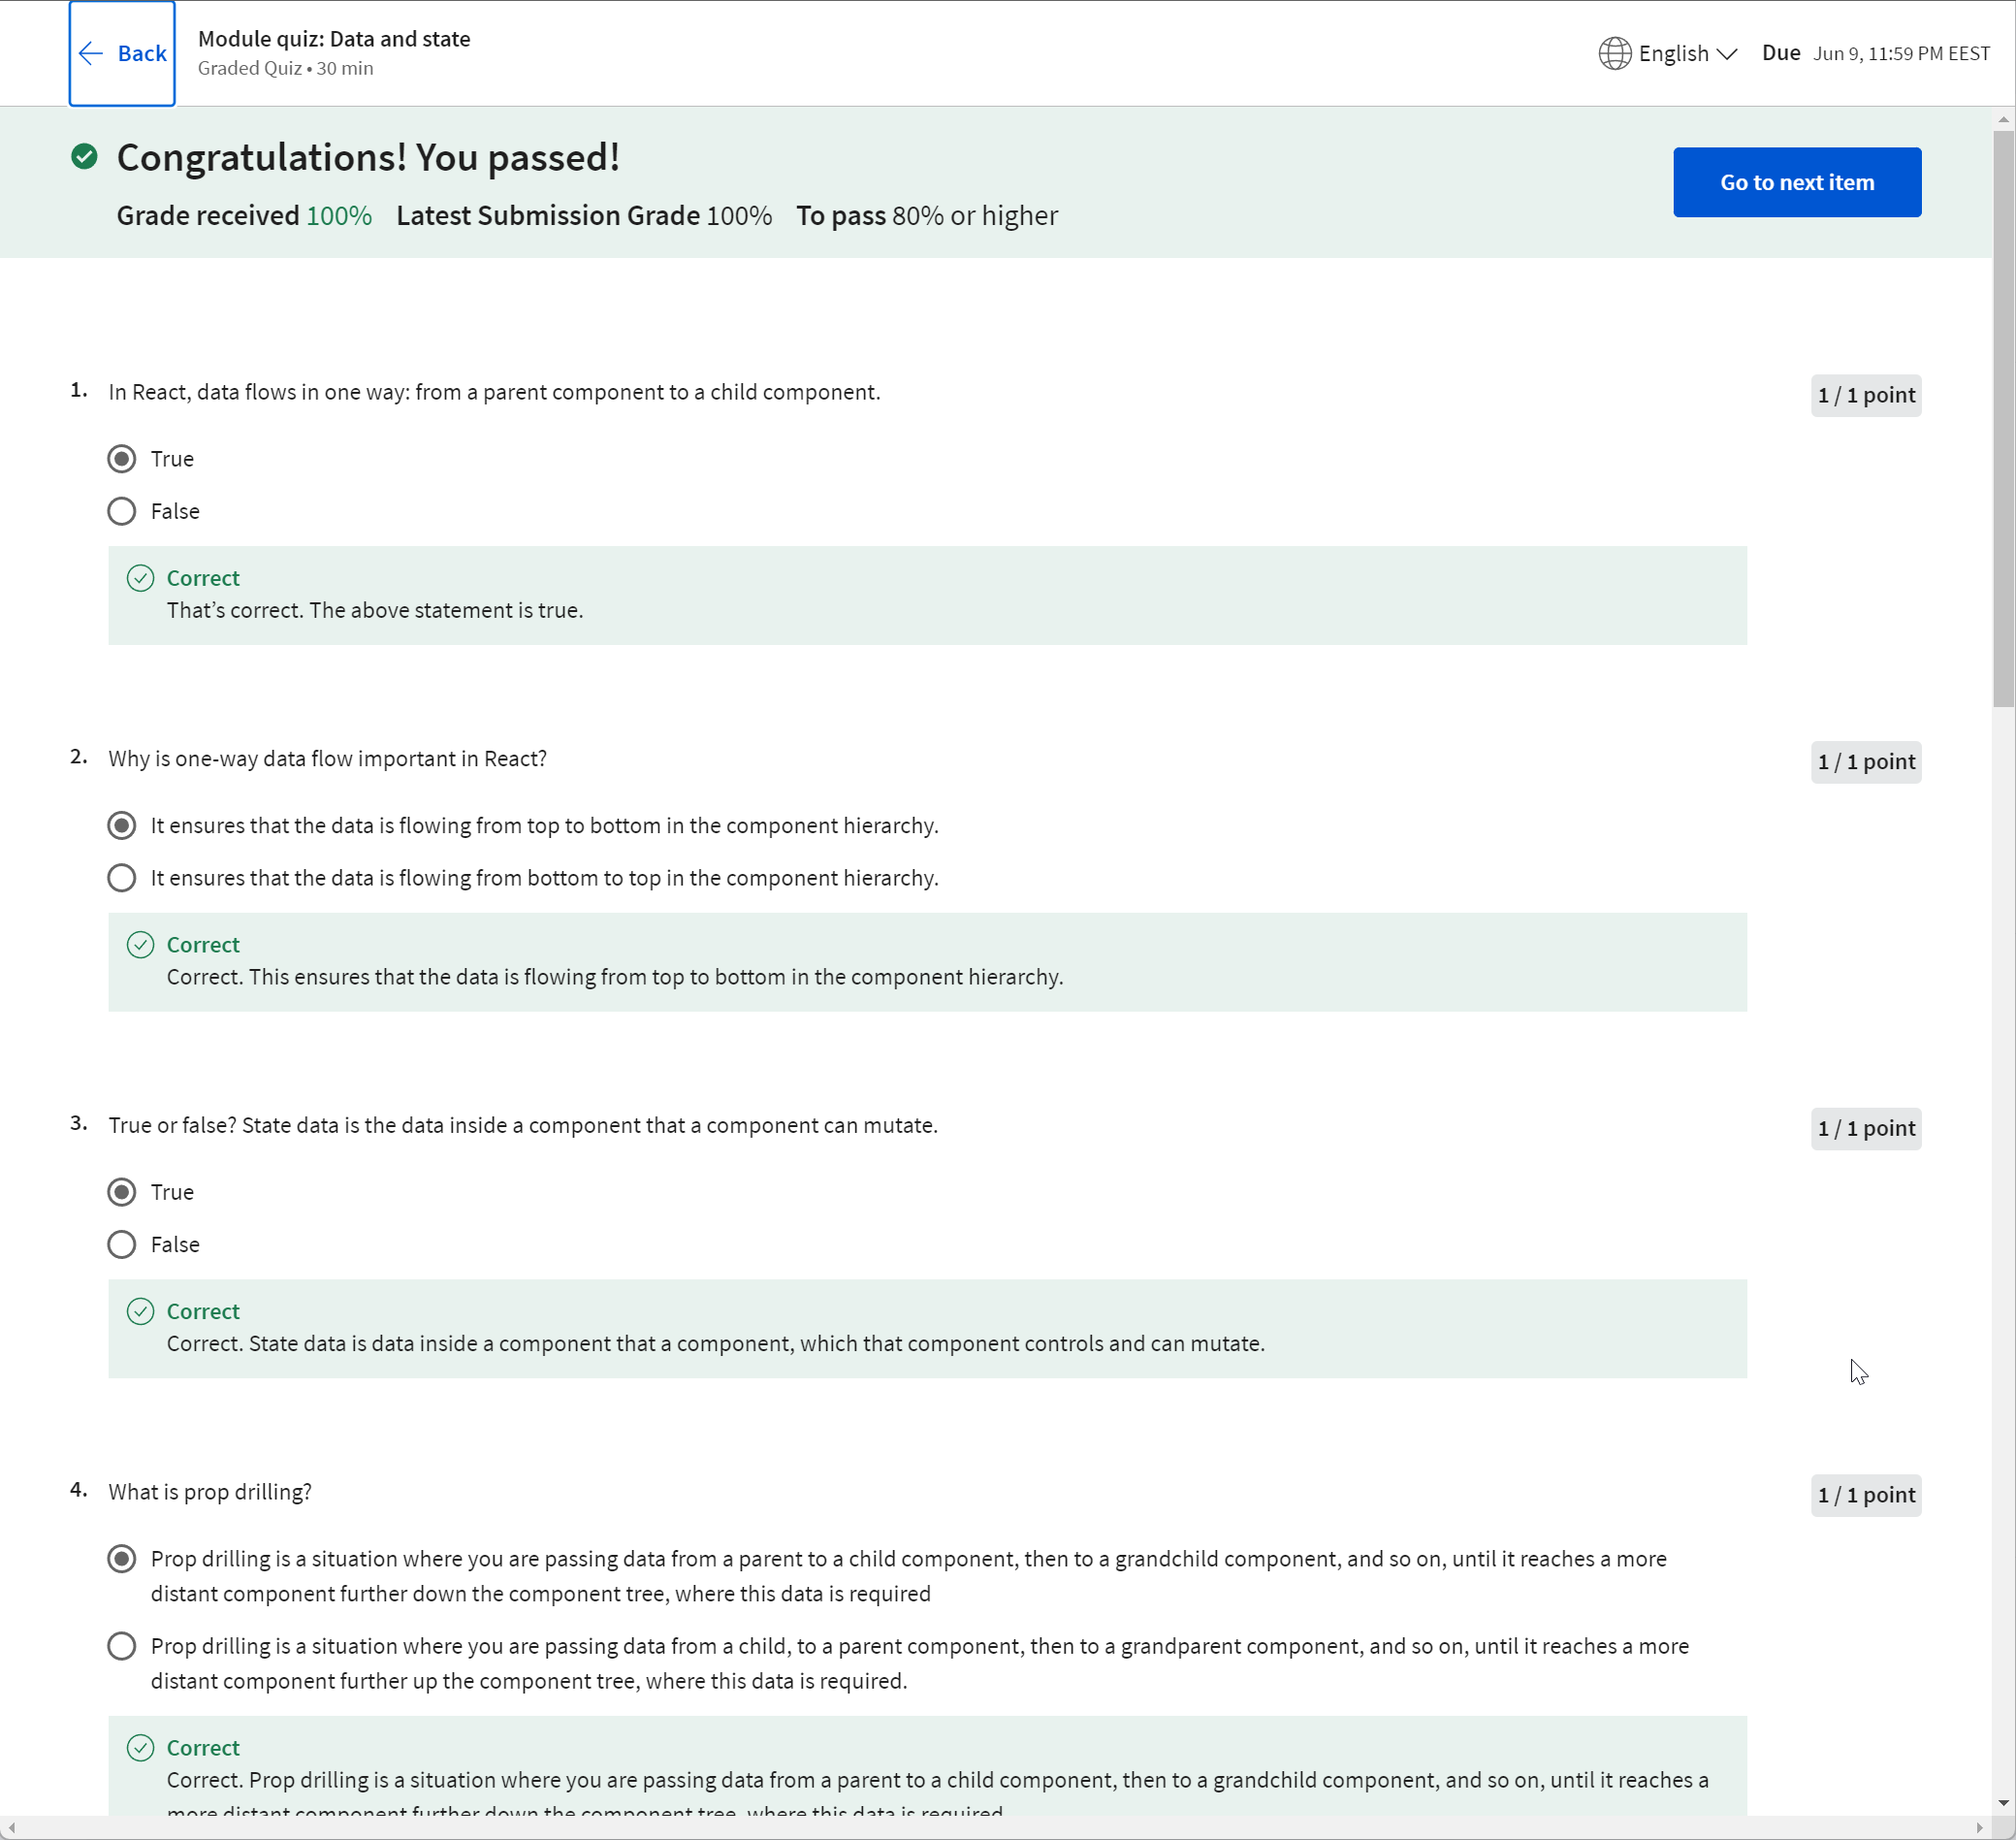 Back
Module quiz: Data and state
Graded Quiz • 30 min
English
Due Jun 9, 11:59 PM EEST
Congratulations! You passed!
Grade received 100% Latest Submission Grade 100% To pass 80% or higher
Go to next item
1. In React, data flows in one way: from a parent component to a child component.
1 / 1 point
True
False
Correct
That’s correct. The above statement is true.
2. Why is one-way data flow important in React?
1 / 1 point
It ensures that the data is flowing from top to bottom in the component hierarchy.
It ensures that the data is flowing from bottom to top in the component hierarchy.
Correct
Correct. This ensures that the data is flowing from top to bottom in the component hierarchy.
3. True or false? State data is the data inside a component that a component can mutate.
1 / 1 point
True
False
Correct
Correct. State data is data inside a component that a component, which that component controls and can mutate.
4. What is prop drilling?
1 / 1 point
Prop drilling is a situation where you are passing data from a parent to a child component, then to a grandchild component, and so on, until it reaches a more
distant component further down the component tree, where this data is required
Prop drilling is a situation where you are passing data from a child, to a parent component, then to a grandparent component, and so on, until it reaches a more
distant component further up the component tree, where this data is required.
Correct
Correct. Prop drilling is a situation where you are passing data from a parent to a child component, then to a grandchild component, and so on, until it reaches a
more distant component further down the component tree, where this data is required